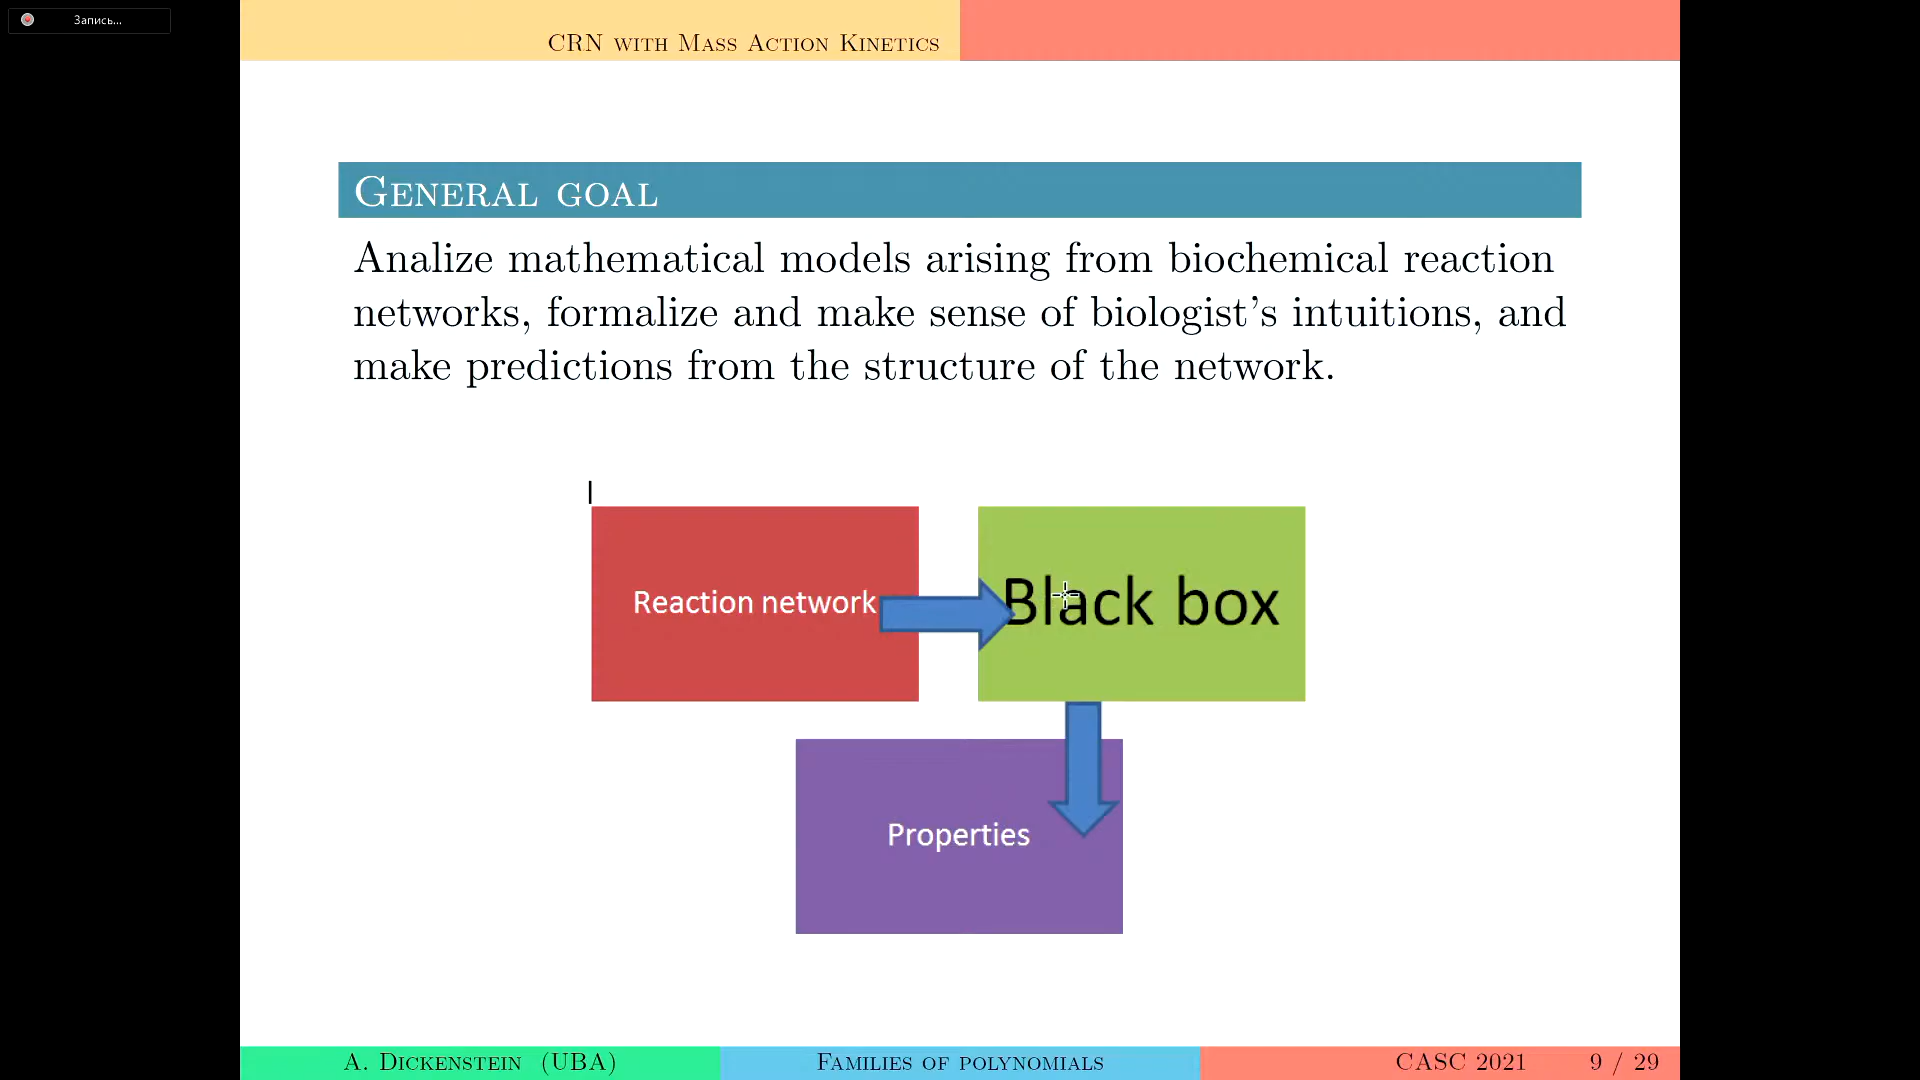 Запись...
CRN with Mass Action Kinetics
General goal
Analize mathematical models arising from biochemical reaction
networks, formalize and make sense of biologist's intuitions, and
make predictions from the structure of the network.
Reaction network
Black box
Properties
A. Dickenstein (UBA)
Families of polynomials
CASC 2021
9 / 29